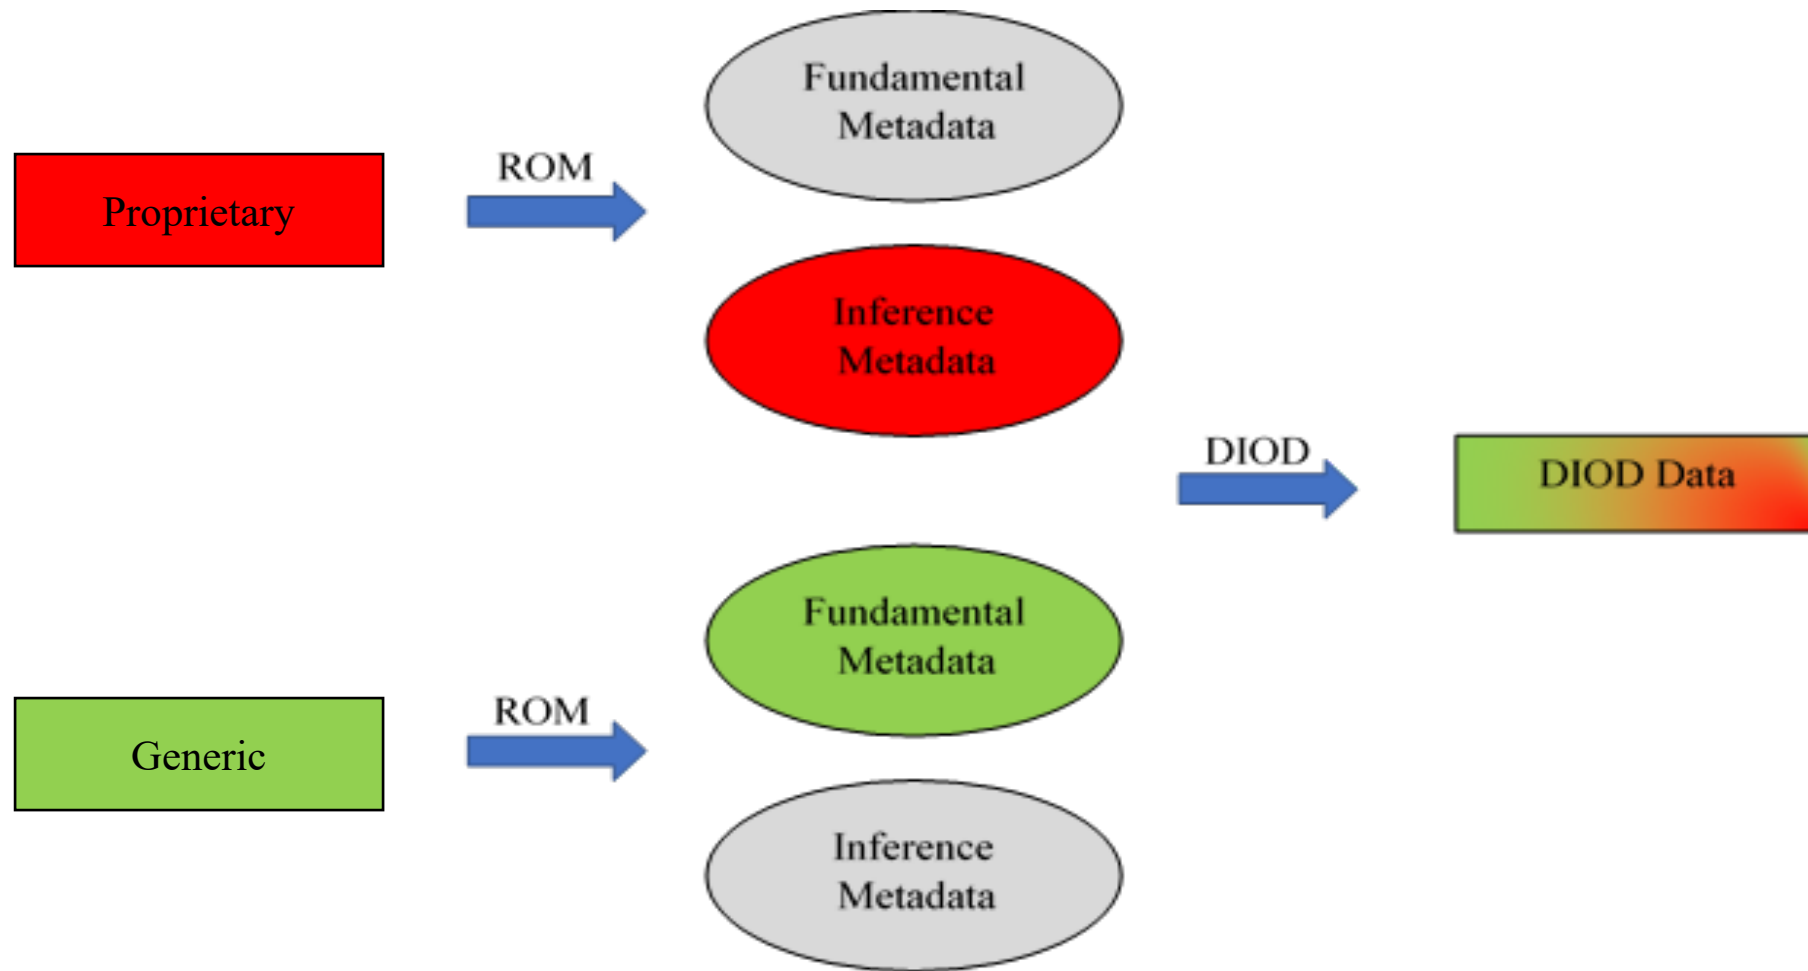 Fundamental
Metadata
ROM
Proprietary
Inference
Metadata
DIOD
DIOD Data
Fundamental
Metadata
ROM
Generic
Inference
Metadata